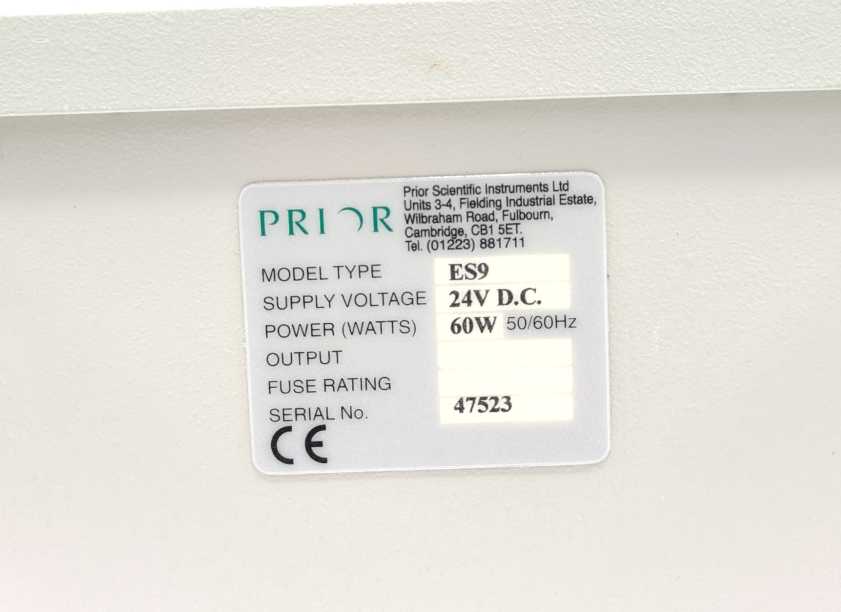 PRIOR
Prior Scientific Instruments Ltd
Units 3-4, Fielding Industrial Estate,
Wilbraham Road, Fulbourn,
Cambridge, CB1 5ET.
Tel. (01223) 881711
MODEL TYPE ES9
SUPPLY VOLTAGE 24V D.C.
POWER (WATTS) 60W 50/60Hz
OUTPUT
FUSE RATING
SERIAL No. 47523
CE